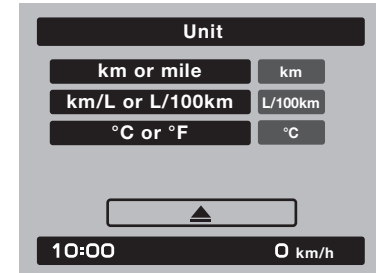 Unit
km or mile km
km/L or L/100km L/100km
°C or °F °C
10:00 0 km/h